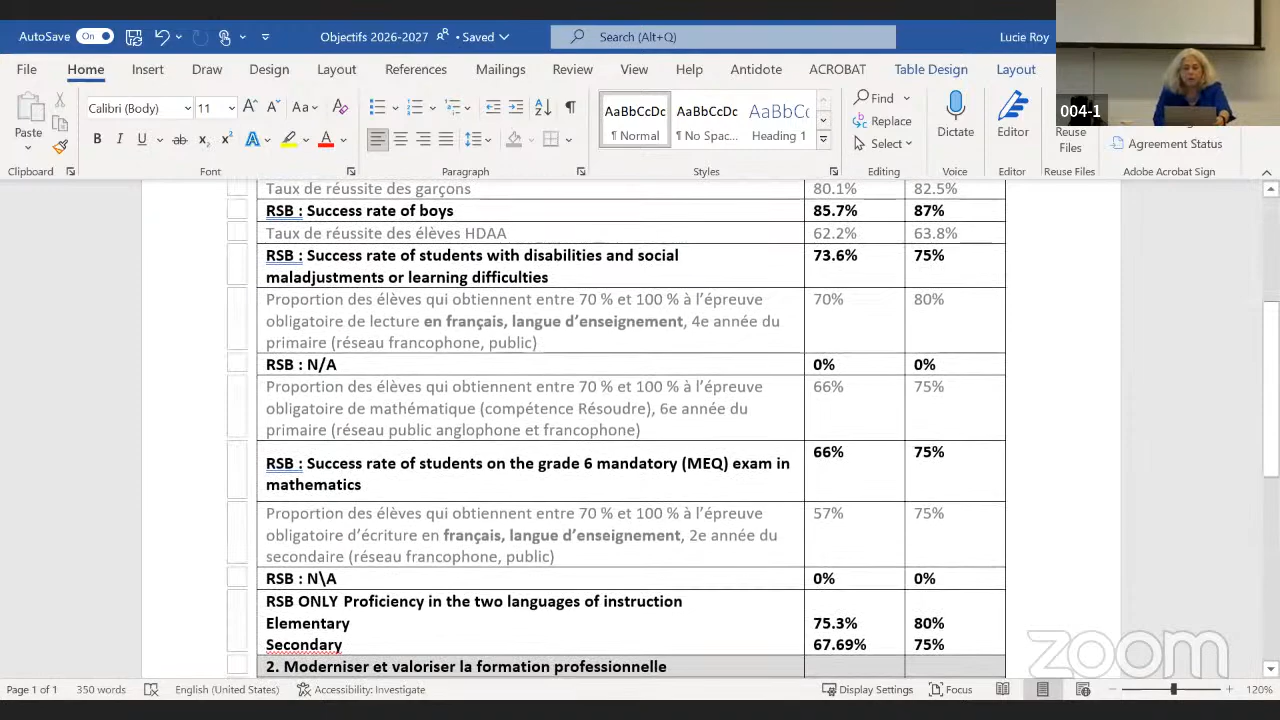 AutoSave On Objectifs 2026-2027 • Saved Search (Alt+Q) Lucie Roy
File Home Insert Draw Design Layout References Mailings Review View Help Antidote ACROBAT Table Design Layout
004-1
Calibri (Body) 11 Aa AaBbCcDc AaBbCcDc AaBbCc Find
Paste Replace Dictate Editor Reuse Files Agreement Status
B I U ab x₂ x² A A ¶ Normal ¶ No Spac... Heading 1 Select
Clipboard Font Paragraph Styles Editing Voice Editor Reuse Files Adobe Acrobat Sign
Taux de réussite des garçons 80.1% 82.5%
RSB : Success rate of boys 85.7% 87%
Taux de réussite des élèves HDAA 62.2% 63.8%
RSB : Success rate of students with disabilities and social 73.6% 75%
maladjustments or learning difficulties
Proportion des élèves qui obtiennent entre 70 % et 100 % à l’épreuve 70% 80%
obligatoire de lecture en français, langue d’enseignement, 4e année du
primaire (réseau francophone, public)
RSB : N/A 0% 0%
Proportion des élèves qui obtiennent entre 70 % et 100 % à l’épreuve 66% 75%
obligatoire de mathématique (compétence Résoudre), 6e année du
primaire (réseau public anglophone et francophone)
RSB : Success rate of students on the grade 6 mandatory (MEQ) exam in 66% 75%
mathematics
Proportion des élèves qui obtiennent entre 70 % et 100 % à l’épreuve 57% 75%
obligatoire d’écriture en français, langue d’enseignement, 2e année du
secondaire (réseau francophone, public)
RSB : N\A 0% 0%
RSB ONLY Proficiency in the two languages of instruction
Elementary 75.3% 80%
Secondary 67.69% 75%
zoom
2. Moderniser et valoriser la formation professionnelle
Page 1 of 1 350 words English (United States) Accessibility: Investigate Display Settings Focus 120%